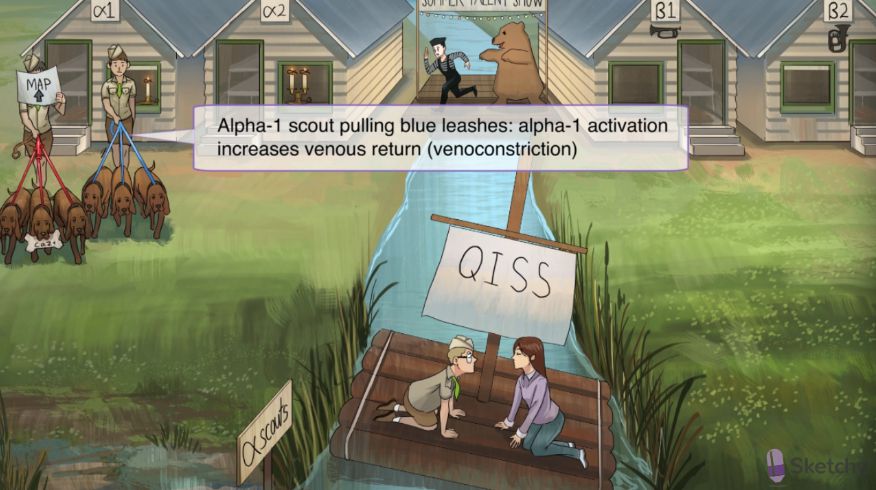 α1
α2
SUMMER TALENT SHOW
β1
β2
MAP
Alpha-1 scout pulling blue leashes: alpha-1 activation
increases venous return (venoconstriction)
QISS
α scouts
Sketchy